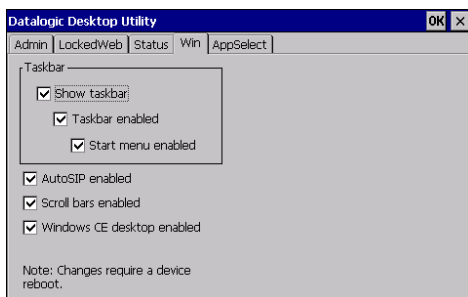 Datalogic Desktop Utility OK ×
Admin LockedWeb Status Win AppSelect
Taskbar
Show taskbar
Taskbar enabled
Start menu enabled
AutoSIP enabled
Scroll bars enabled
Windows CE desktop enabled
Note: Changes require a device
reboot.